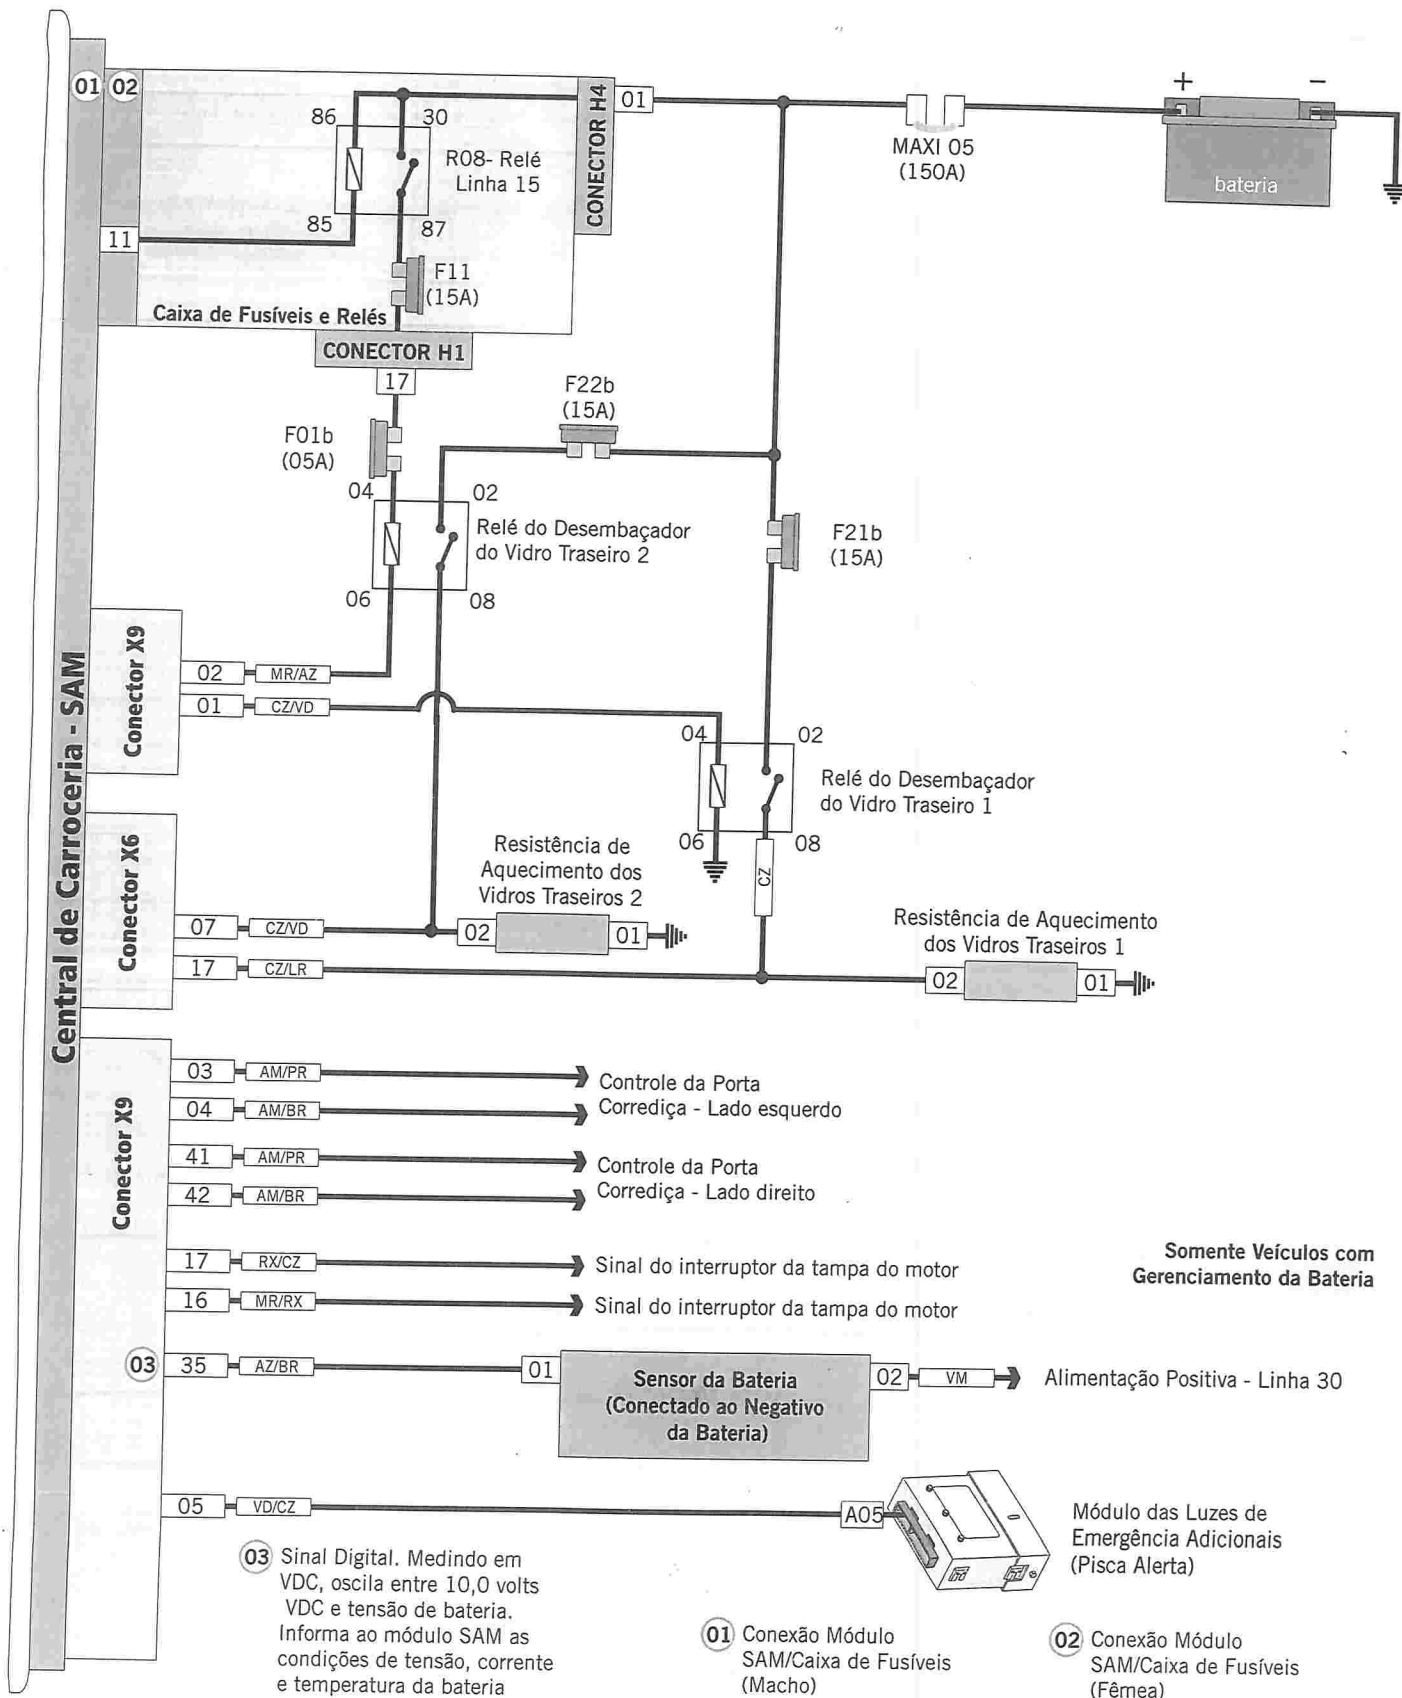 01 02
86
30
R08- Relé
Linha 15
85
87
11
F11
(15A)
Caixa de Fusíveis e Relés
CONECTOR H4
01
MAXI 05
(150A)
+
−
bateria
CONECTOR H1
17
F01b
(05A)
F22b
(15A)
04
02
Relé do Desembaçador
do Vidro Traseiro 2
06
08
F21b
(15A)
Central de Carroceria - SAM
Conector X9
02
MR/AZ
01
CZ/VD
04
02
Relé do Desembaçador
do Vidro Traseiro 1
06
08
CZ
Conector X6
Resistência de
Aquecimento dos
Vidros Traseiros 2
07
CZ/VD
02
01
Resistência de Aquecimento
dos Vidros Traseiros 1
17
CZ/LR
02
01
Conector X9
03
AM/PR
04
AM/BR
Controle da Porta
Corrediça - Lado esquerdo
41
AM/PR
42
AM/BR
Controle da Porta
Corrediça - Lado direito
17
RX/CZ
Sinal do interruptor da tampa do motor
16
MR/RX
Sinal do interruptor da tampa do motor
Somente Veículos com
Gerenciamento da Bateria
03
35
AZ/BR
01
Sensor da Bateria
(Conectado ao Negativo
da Bateria)
02
VM
Alimentação Positiva - Linha 30
05
VD/CZ
A05
Módulo das Luzes de
Emergência Adicionais
(Pisca Alerta)
03 Sinal Digital. Medindo em
VDC, oscila entre 10,0 volts
VDC e tensão de bateria.
Informa ao módulo SAM as
condições de tensão, corrente
e temperatura da bateria
01 Conexão Módulo
SAM/Caixa de Fusíveis
(Macho)
02 Conexão Módulo
SAM/Caixa de Fusíveis
(Fêmea)